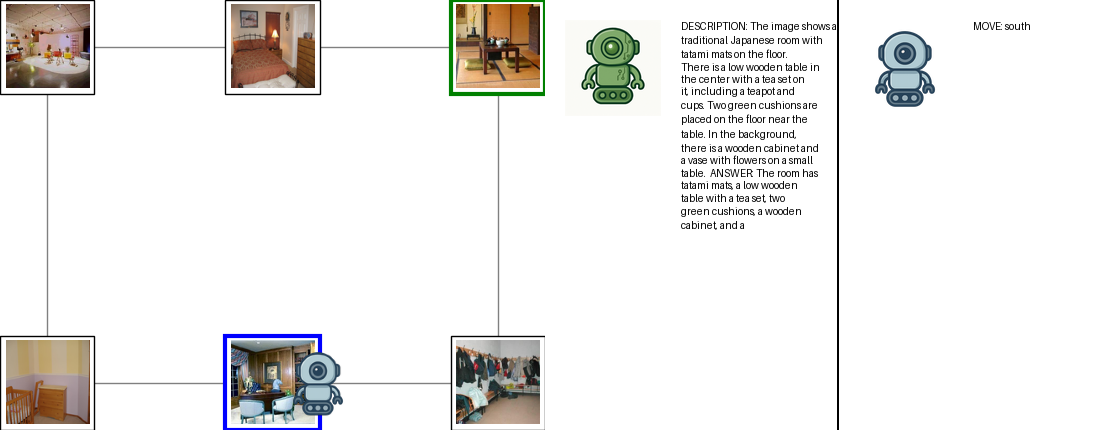 DESCRIPTION: The image shows a
traditional Japanese room with
tatami mats on the floor.
There is a low wooden table in
the center with a tea set on
it, including a teapot and
cups. Two green cushions are
placed on the floor near the
table. In the background,
there is a wooden cabinet and
a vase with flowers on a small
table. ANSWER: The room has
tatami mats, a low wooden
table with a tea set, two
green cushions, a wooden
cabinet, and a
MOVE: south